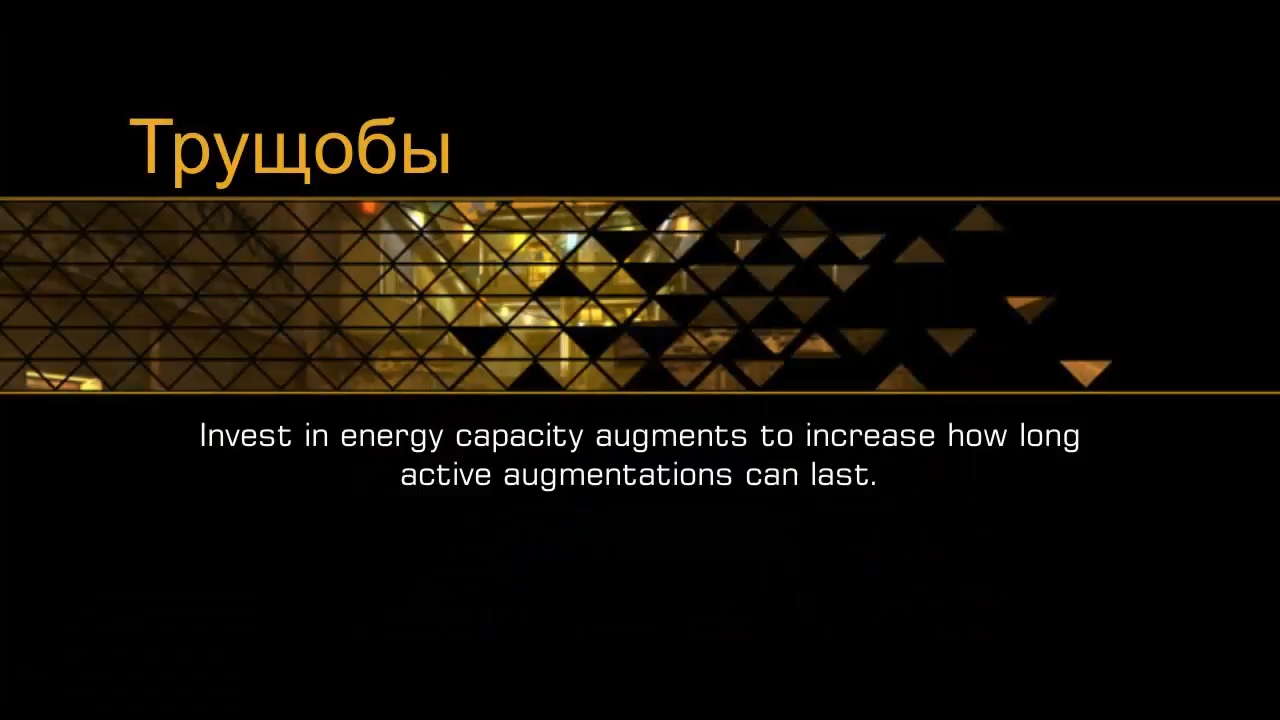 Трущобы
Invest in energy capacity augments to increase how long
active augmentations can last.